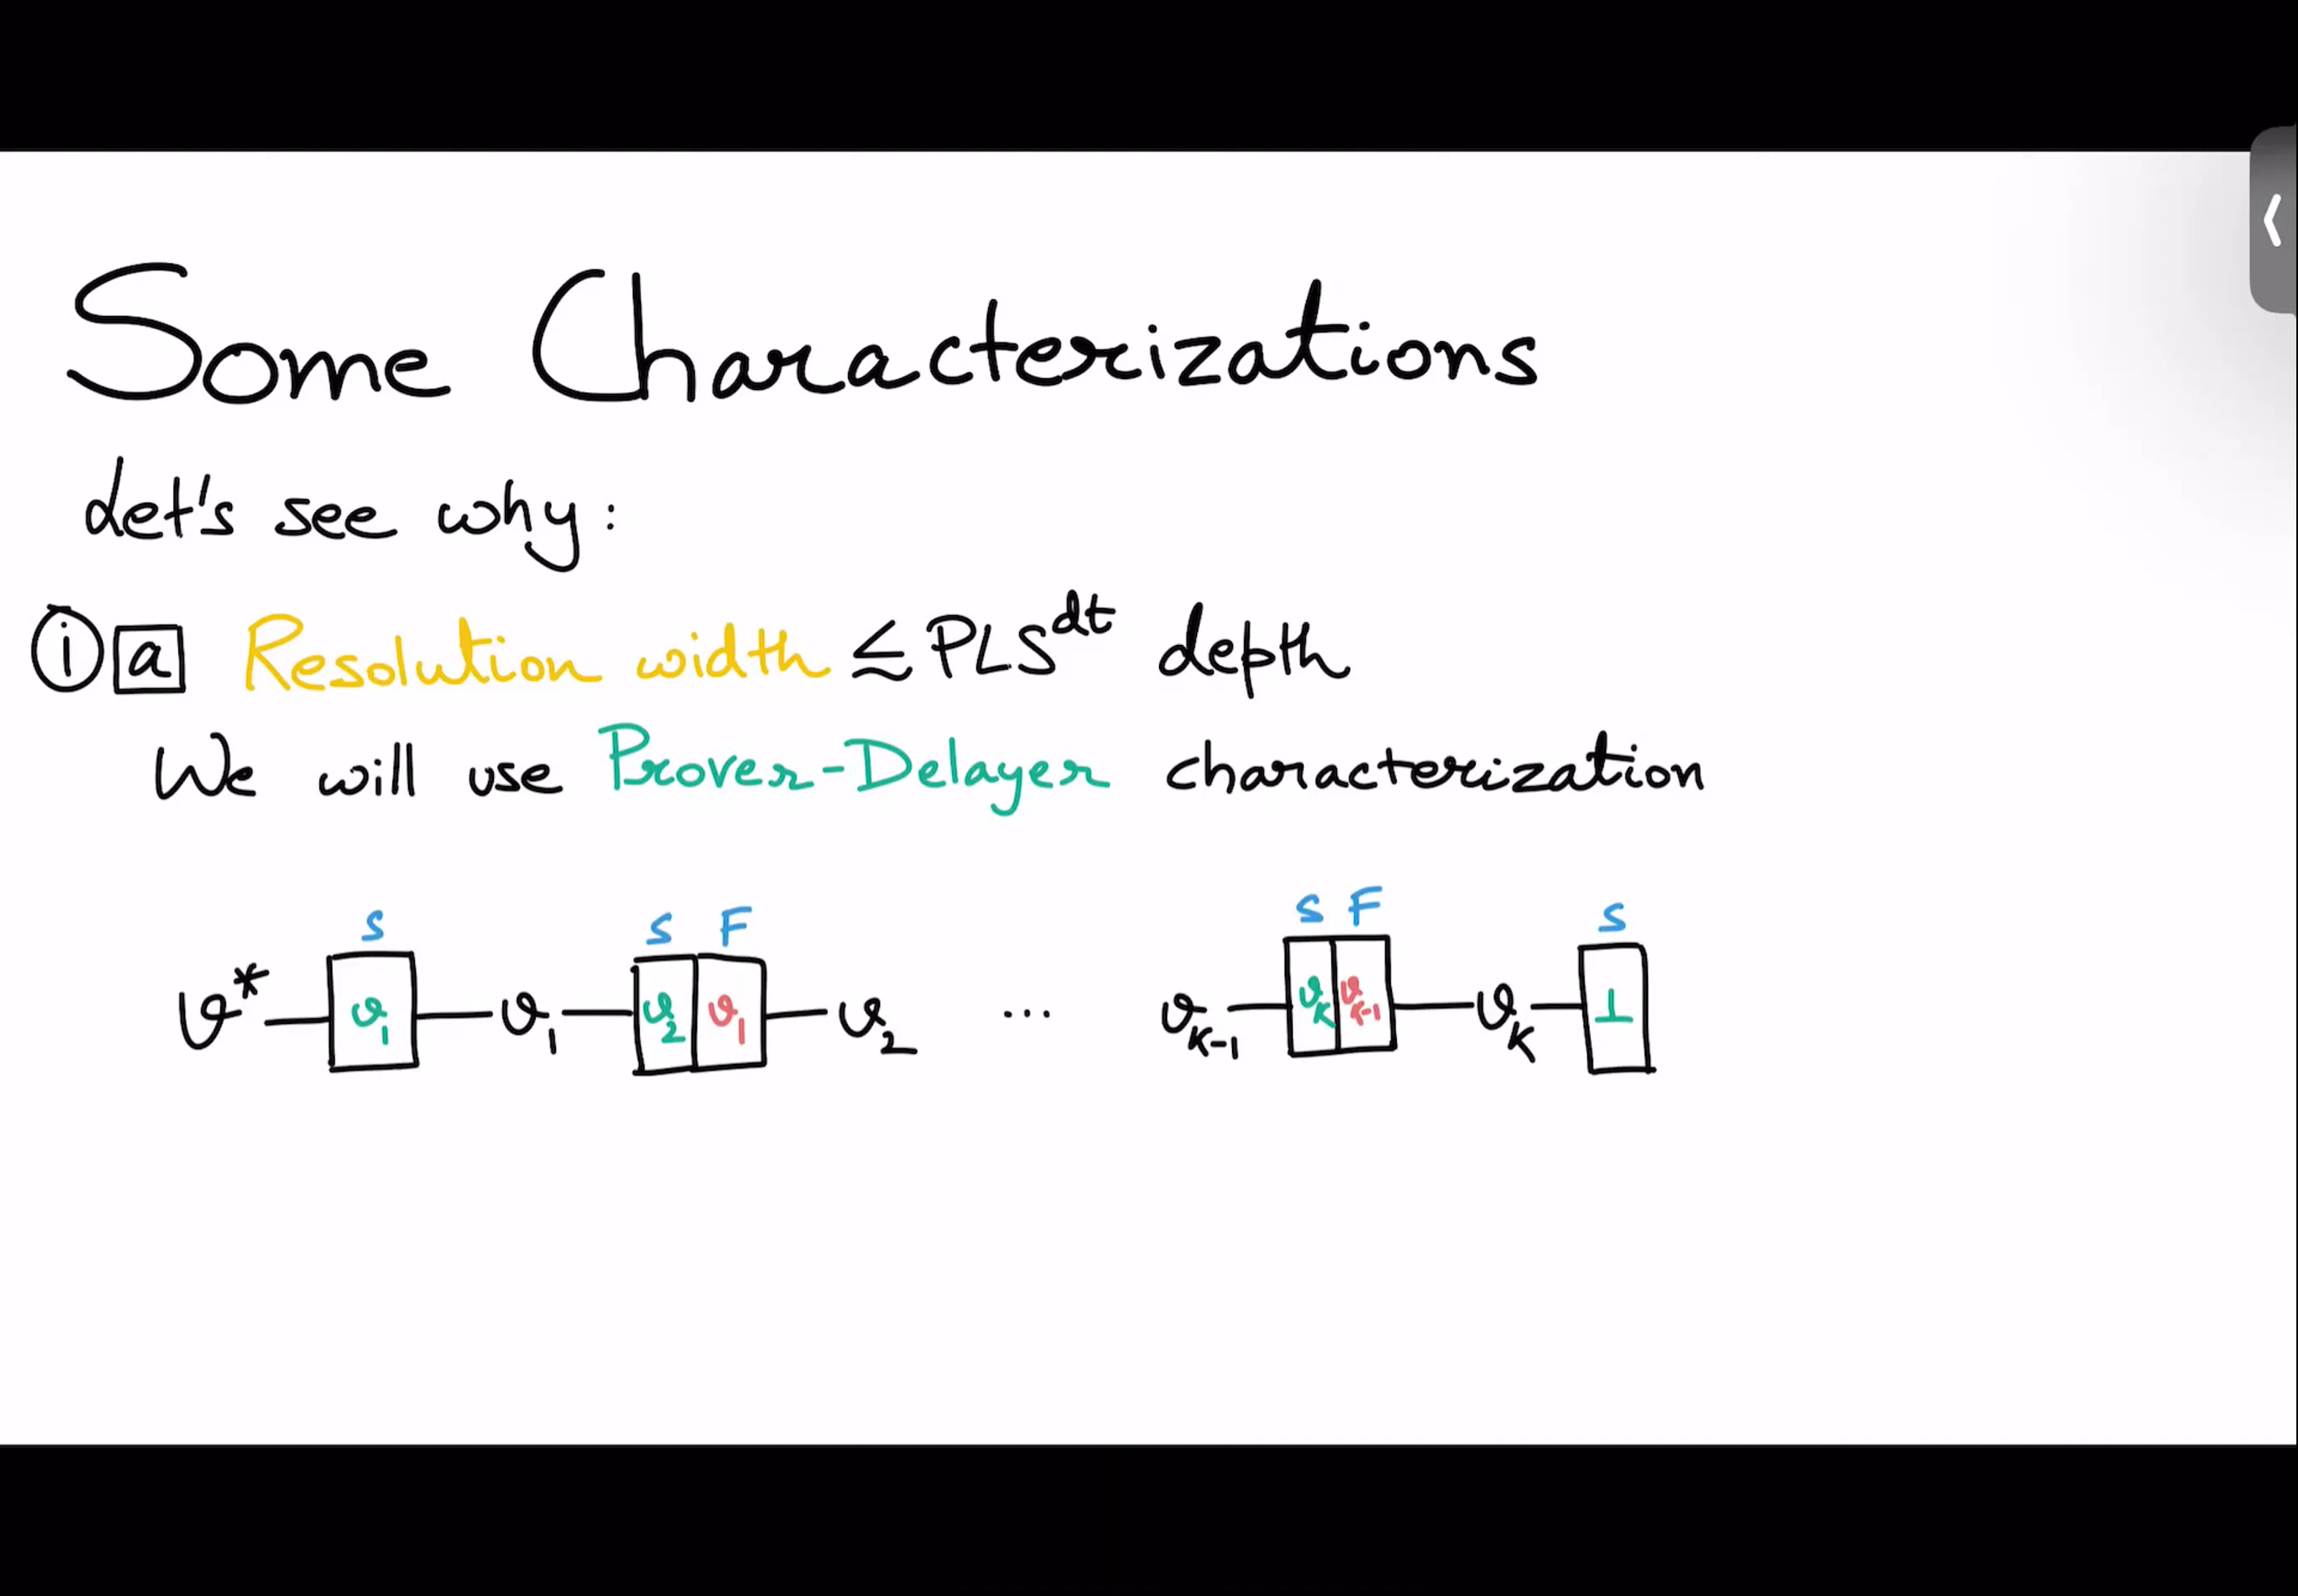 Some Characterizations
Let's see why:
i a Resolution width ≲ PLS^dt depth
We will use Prover-Delayer characterization
S S F S F S
v* v₁ v₁ v₂ v₁ v₂ ... vₖ₋₁ vₖ vₖ₋₁ vₖ ⊥